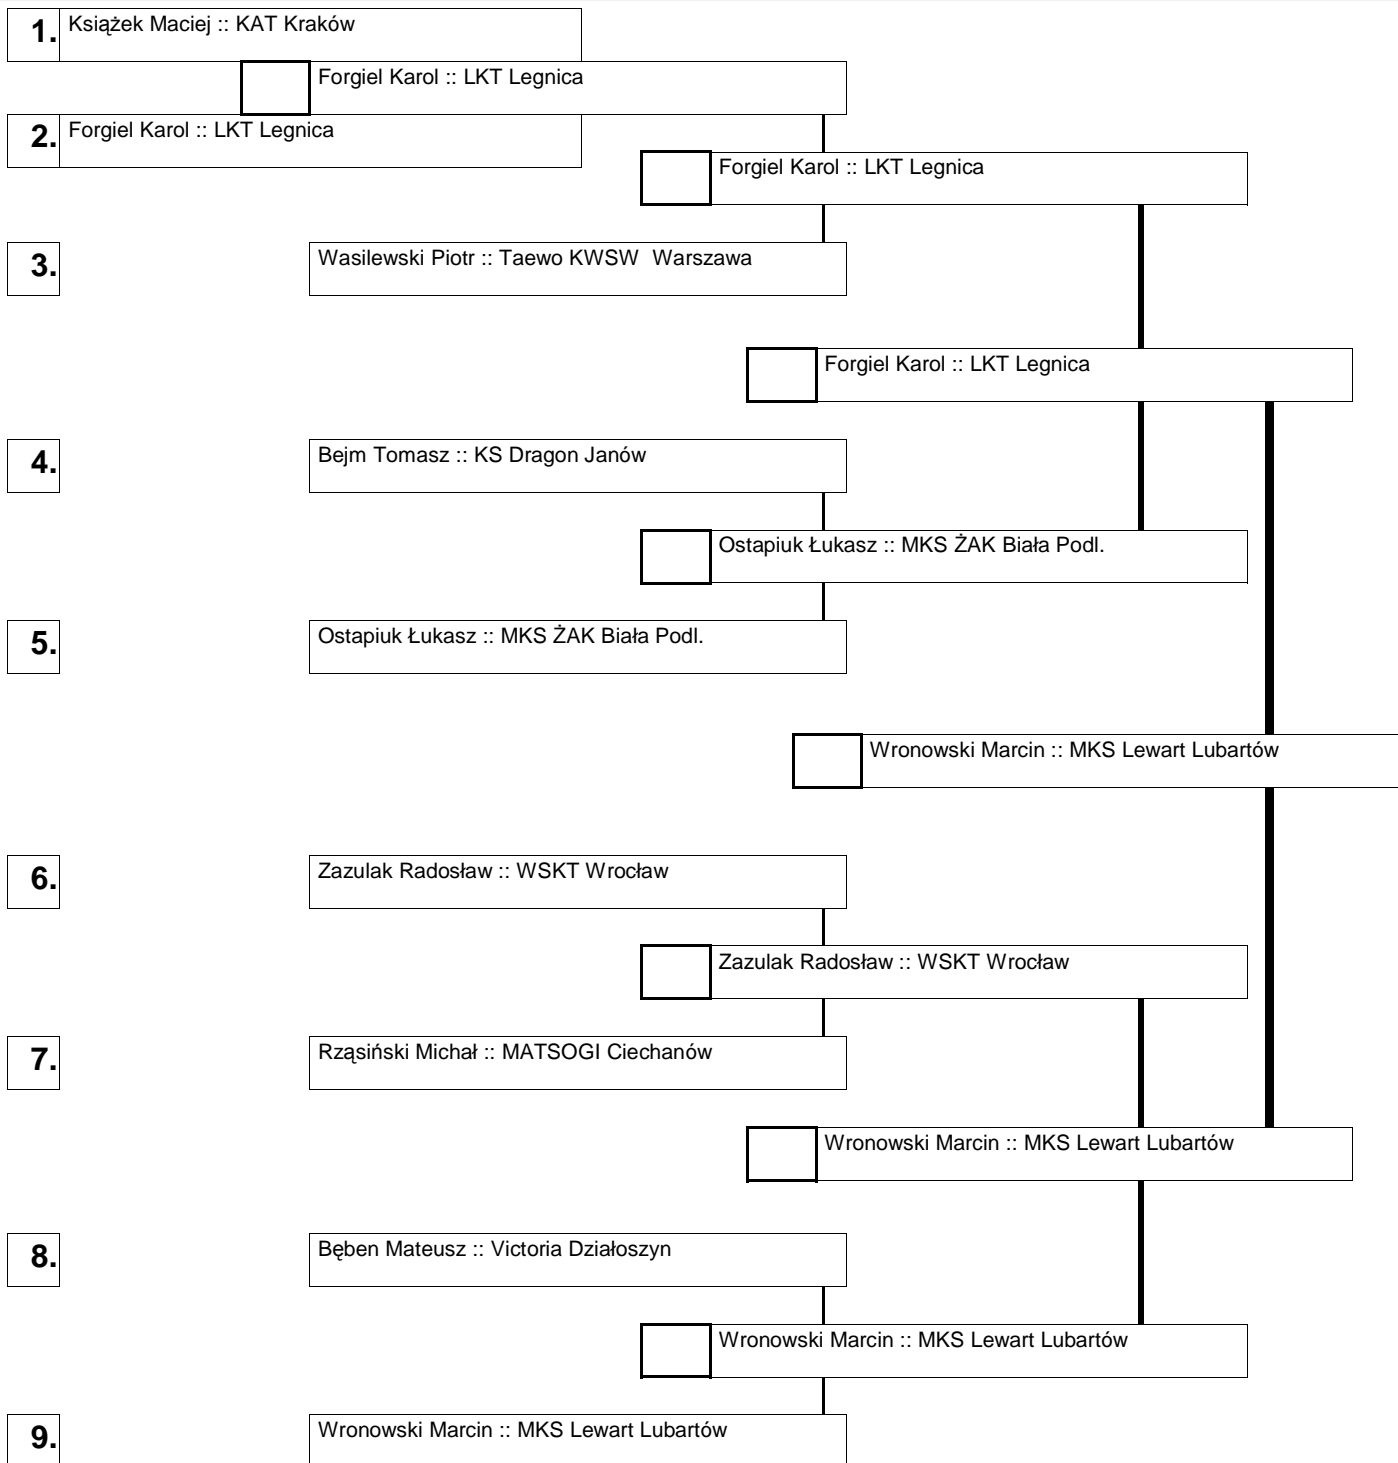 1. Książek Maciej :: KAT Kraków
Forgiel Karol :: LKT Legnica
2. Forgiel Karol :: LKT Legnica
Forgiel Karol :: LKT Legnica
3. Wasilewski Piotr :: Taewo KWSW Warszawa
Forgiel Karol :: LKT Legnica
4. Bejm Tomasz :: KS Dragon Janów
Ostapiuk Łukasz :: MKS ŻAK Biała Podl.
5. Ostapiuk Łukasz :: MKS ŻAK Biała Podl.
Wronowski Marcin :: MKS Lewart Lubartów
6. Zazulak Radosław :: WSKT Wrocław
Zazulak Radosław :: WSKT Wrocław
7. Rząsiński Michał :: MATSOGI Ciechanów
Wronowski Marcin :: MKS Lewart Lubartów
8. Bęben Mateusz :: Victoria Działoszyn
Wronowski Marcin :: MKS Lewart Lubartów
9. Wronowski Marcin :: MKS Lewart Lubartów